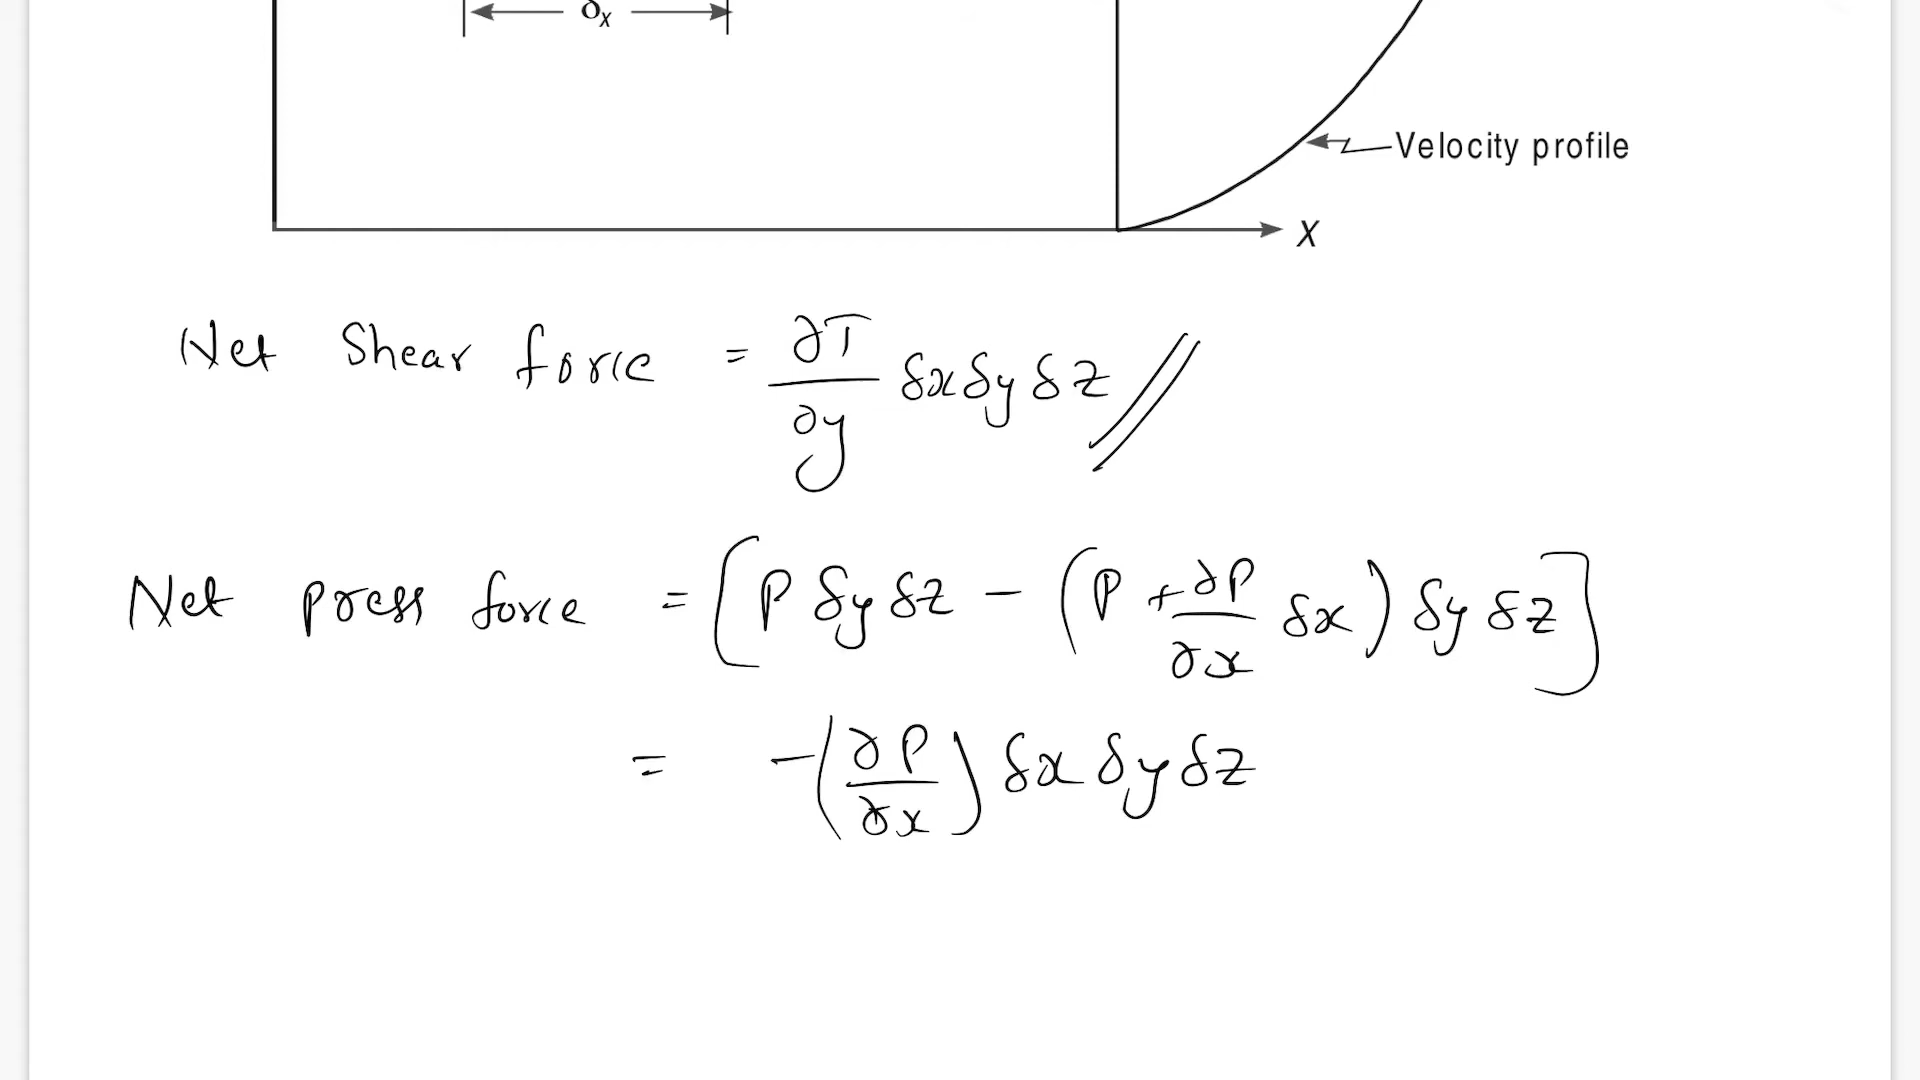 δx
Velocity profile
X
Net Shear force = ∂τ/∂y δx δy δz //
Net press force = [P δy δz - (P + ∂P/∂x δx) δy δz]
= -(∂P/∂x) δx δy δz